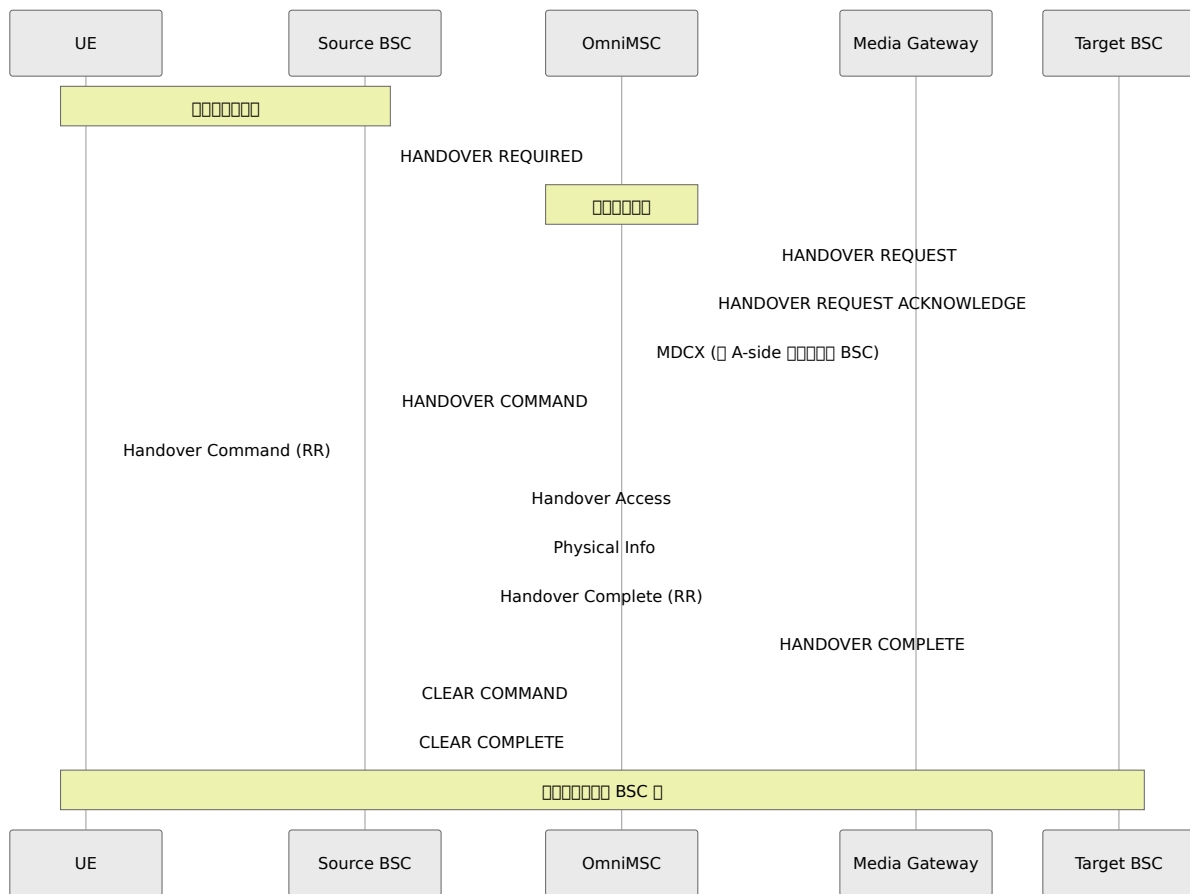 UE Source BSC OmniMSC Media Gateway Target BSC
HANDOVER REQUIRED
HANDOVER REQUEST
HANDOVER REQUEST ACKNOWLEDGE
MDCX ( A-side BSC)
HANDOVER COMMAND
Handover Command (RR)
Handover Access
Physical Info
Handover Complete (RR)
HANDOVER COMPLETE
CLEAR COMMAND
CLEAR COMPLETE
BSC
UE Source BSC OmniMSC Media Gateway Target BSC